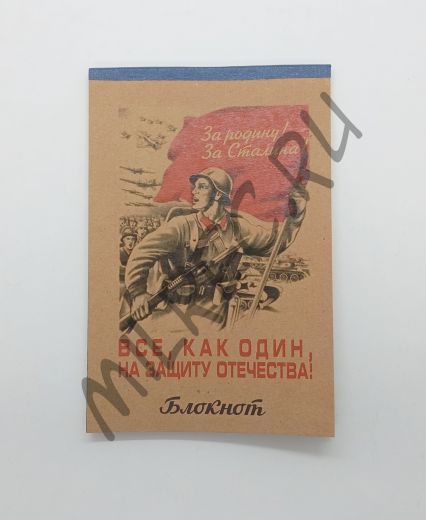 За родину!
За Сталина
ВСЕ, КАК ОДИН,
НА ЗАЩИТУ ОТЕЧЕСТВА!
Блокнот